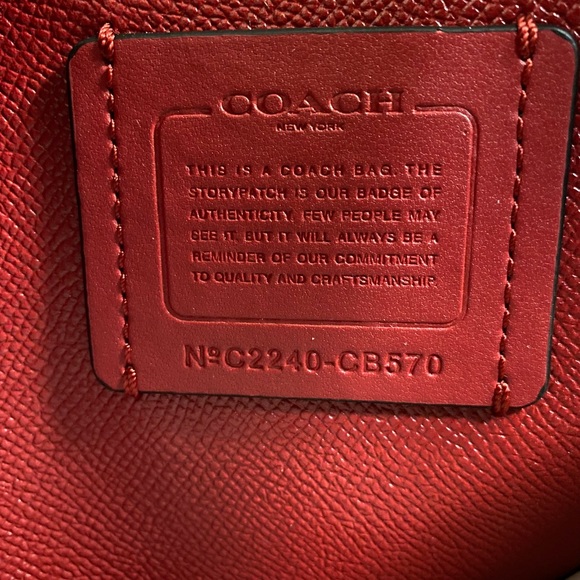 COACH
NEW YORK
THIS IS A COACH BAG. THE
STORYPATCH IS OUR BADGE OF
AUTHENTICITY. FEW PEOPLE MAY
SEE IT, BUT IT WILL ALWAYS BE A
REMINDER OF OUR COMMITMENT
TO QUALITY AND CRAFTSMANSHIP.
NºC2240-CB570